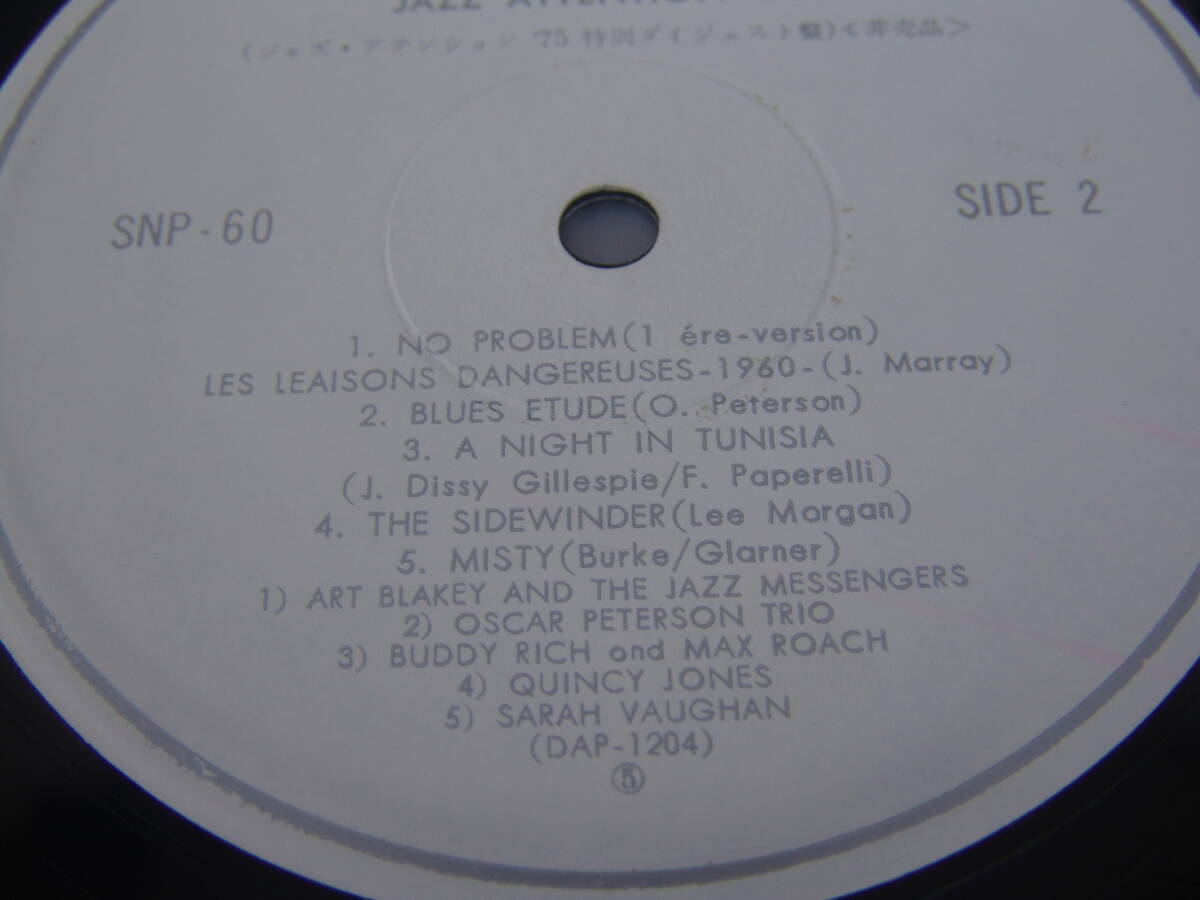 JAZZ ATTENTION
(ジャズ・アテンション '75 特別ダイジェスト盤)<非売品>
SNP-60
SIDE 2
1. NO PROBLEM(1 ére-version)
LES LEAISONS DANGEREUSES-1960-(J. Marray)
2. BLUES ETUDE(O. Peterson)
3. A NIGHT IN TUNISIA
(J. Dissy Gillespie/F. Paperelli)
4. THE SIDEWINDER(Lee Morgan)
5. MISTY(Burke/Glarner)
1) ART BLAKEY AND THE JAZZ MESSENGERS
2) OSCAR PETERSON TRIO
3) BUDDY RICH and MAX ROACH
4) QUINCY JONES
5) SARAH VAUGHAN
(DAP-1204)
⑤